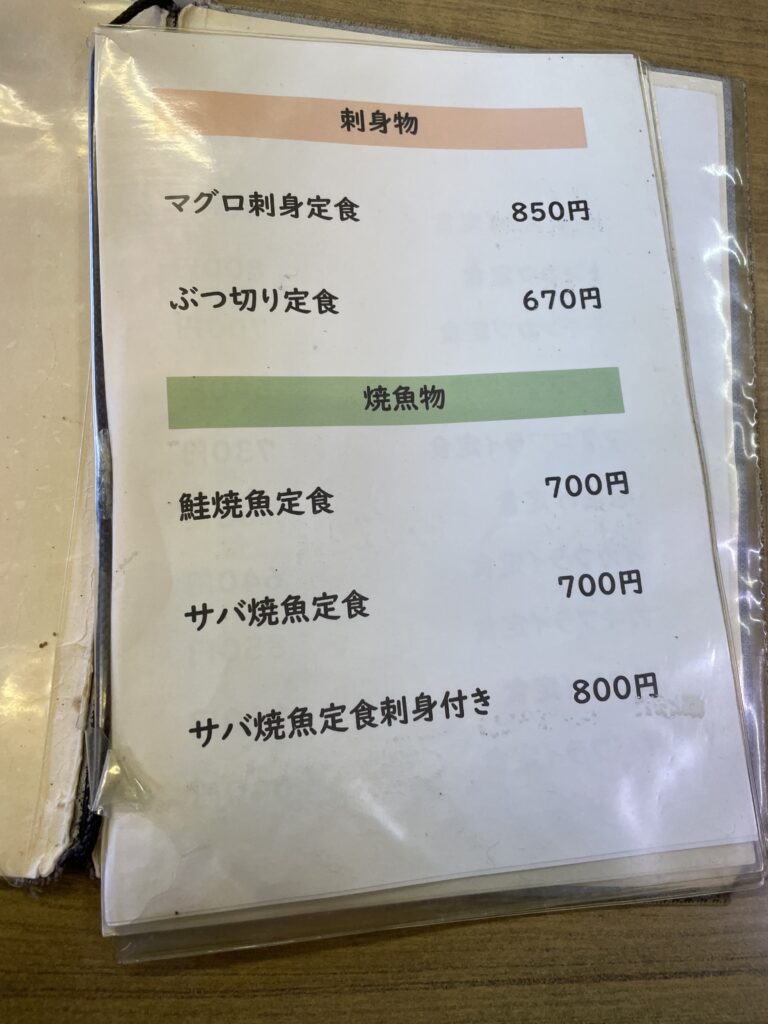 刺身物
マグロ刺身定食 850円
ぶつ切り定食 670円
焼魚物
鮭焼魚定食 700円
サバ焼魚定食 700円
サバ焼魚定食刺身付き 800円